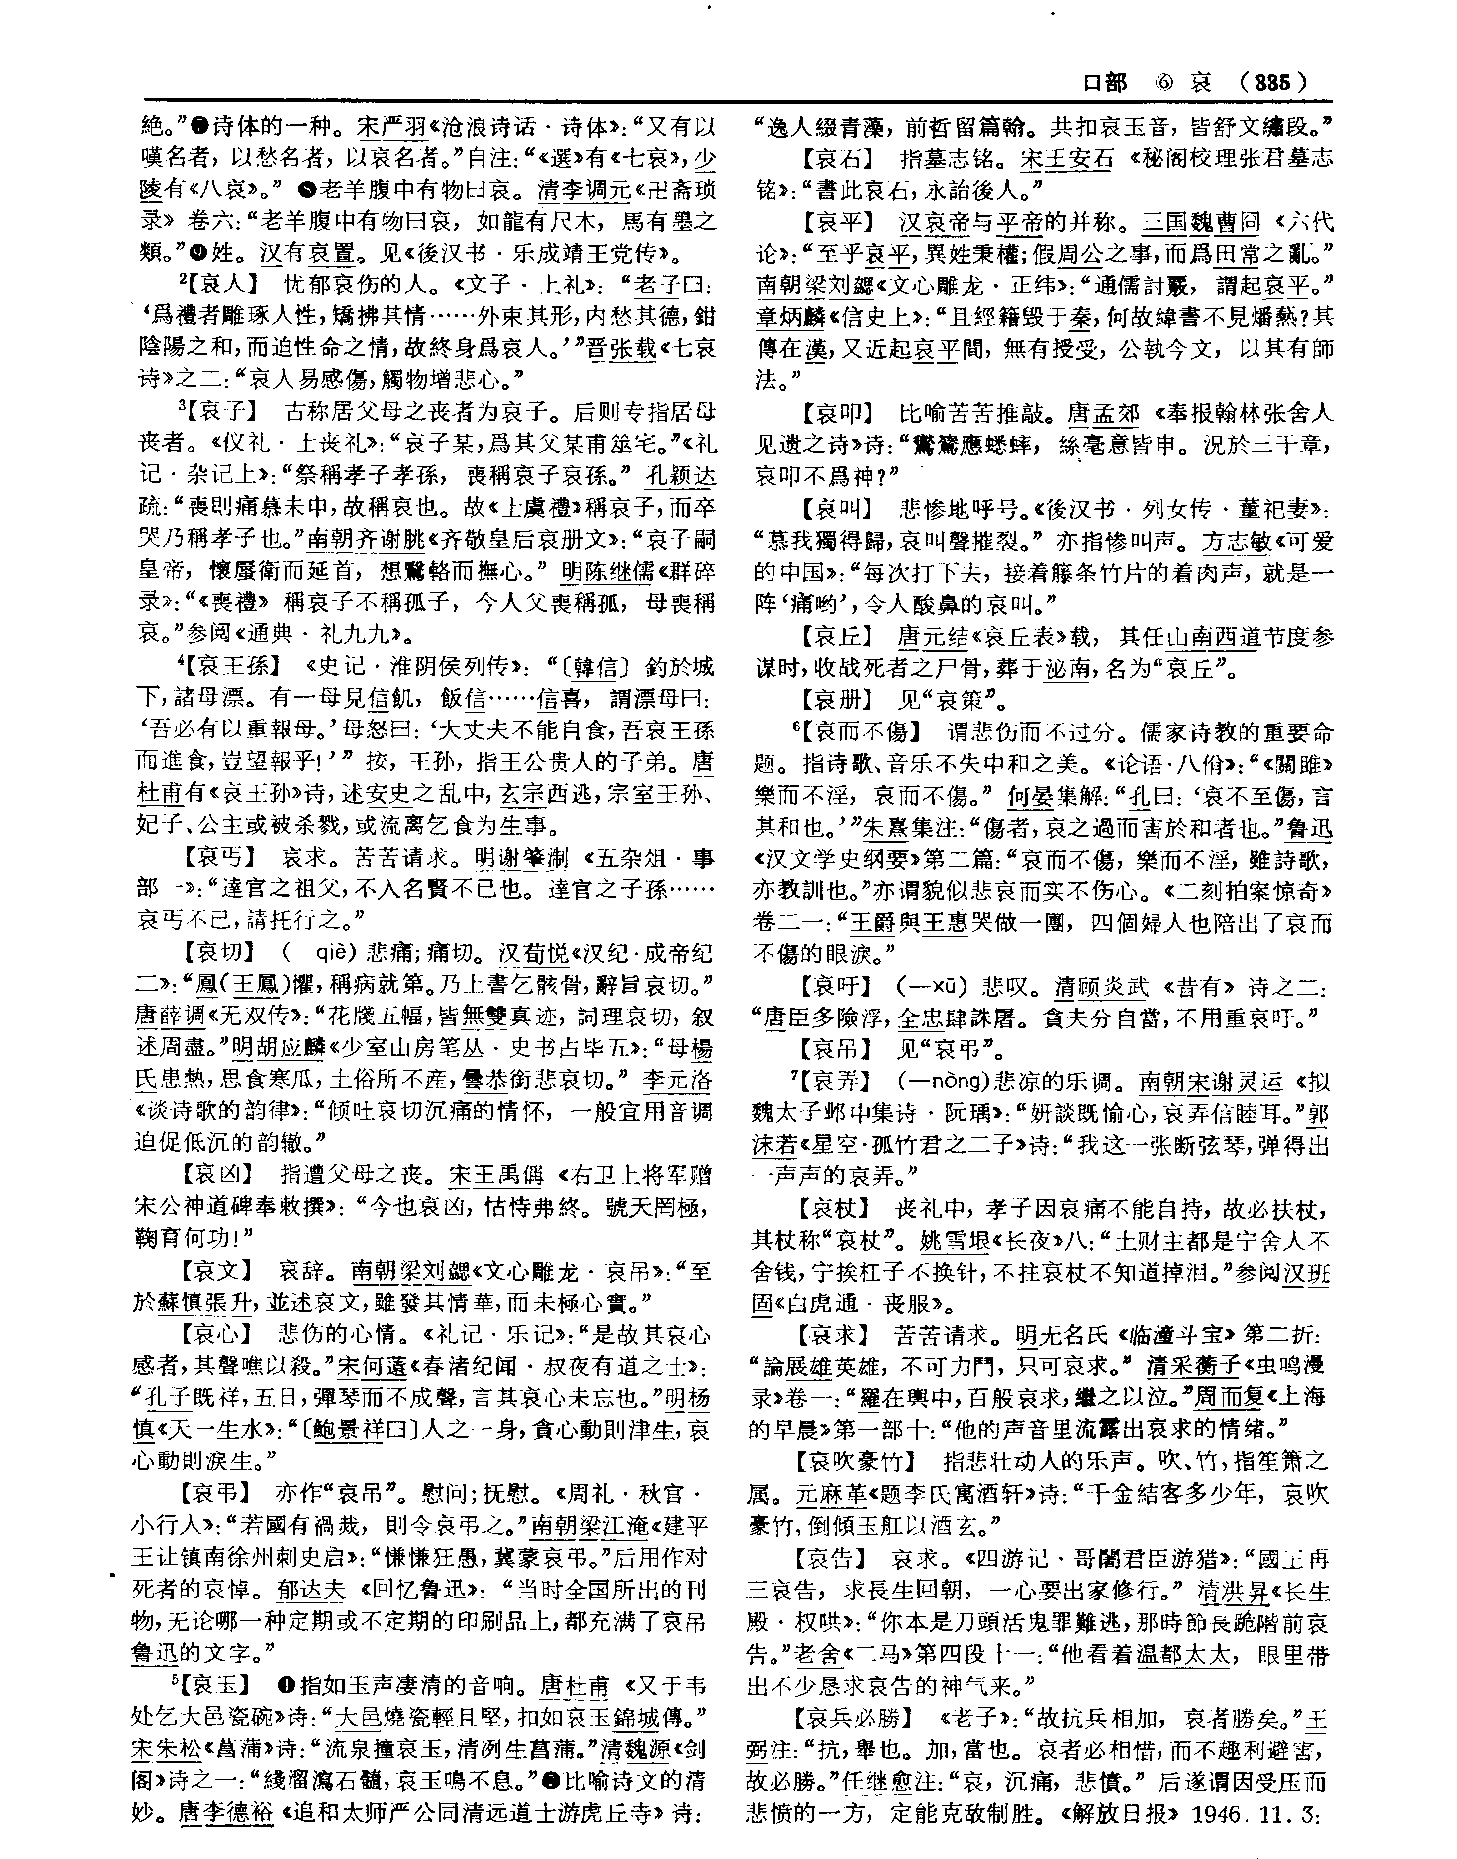 口部 ⑥ 哀 (335)
絶。”❼诗体的一种。宋严羽《沧浪诗话·诗体》：“又有以
嘆名者，以愁名者，以哀名者。”自注：“《選》有《七哀》，少
陵有《八哀》。”❽老羊腹中有物曰哀。清李调元《卍斋琐
录》卷六：“老羊腹中有物曰哀，如龍有尺木，馬有墨之
類。”❾姓。汉有哀置。见《後汉书·乐成靖王党传》。
²【哀人】 忧郁哀伤的人。《文子·上礼》：“老子曰：
‘爲禮者雕琢人性，矯拂其情……外束其形，内愁其德，鉗
陰陽之和，而迫性命之情，故終身爲哀人。’”晋张载《七哀
诗》之二：“哀人易感傷，觸物增悲心。”
³【哀子】 古称居父母之丧者为哀子。后则专指居母
丧者。《仪礼·士丧礼》：“哀子某，爲其父某甫筮宅。”《礼
记·杂记上》：“祭稱孝子孝孫，喪稱哀子哀孫。”孔颖达
疏：“喪則痛慕未申，故稱哀也。故《士虞禮》稱哀子，而卒
哭乃稱孝子也。”南朝齐谢朓《齐敬皇后哀册文》：“哀子嗣
皇帝，懷蜃衛而延首，想鷖輅而撫心。”明陈继儒《群碎
录》：“《喪禮》稱哀子不稱孤子，今人父喪稱孤，母喪稱
哀。”参阅《通典·礼九九》。
⁴【哀王孫】 《史记·淮阴侯列传》：“〔韓信〕釣於城
下，諸母漂。有一母見信飢，飯信……信喜，謂漂母曰：
‘吾必有以重報母。’母怒曰：‘大丈夫不能自食，吾哀王孫
而進食，豈望報乎！’”按，王孙，指王公贵人的子弟。唐
杜甫有《哀王孙》诗，述安史之乱中，玄宗西逃，宗室王孙、
妃子、公主或被杀戮，或流离乞食为生事。
【哀丐】 哀求。苦苦请求。明谢肇淛《五杂俎·事
部一》：“達官之祖父，不入名賢不已也。達官之子孫……
哀丐不已，請托行之。”
【哀切】 ( qiè)悲痛；痛切。汉荀悦《汉纪·成帝纪
二》：“鳳(王鳳)懼，稱病就第。乃上書乞骸骨，辭旨哀切。”
唐薛调《无双传》：“花牋五幅，皆無雙真迹，詞理哀切，叙
述周盡。”明胡应麟《少室山房笔丛·史书占毕五》：“母楊
氏患熱，思食寒瓜，土俗所不産，曇恭銜悲哀切。”李元洛
《谈诗歌的韵律》：“倾吐哀切沉痛的情怀，一般宜用音调
迫促低沉的韵辙。”
【哀凶】 指遭父母之丧。宋王禹偁《右卫上将军赠
宋公神道碑奉敕撰》：“今也哀凶，怙恃弗終。號天罔極，
鞠育何功！”
【哀文】 哀辞。南朝梁刘勰《文心雕龙·哀吊》：“至
於蘇慎張升，並述哀文，雖發其情華，而未極心實。”
【哀心】 悲伤的心情。《礼记·乐记》：“是故其哀心
感者，其聲噍以殺。”宋何薳《春渚纪闻·叔夜有道之士》：
“孔子既祥，五日，彈琴而不成聲，言其哀心未忘也。”明杨
慎《天一生水》：“〔鮑景祥曰〕人之一身，貪心動則津生，哀
心動則淚生。”
【哀弔】 亦作“哀吊”。慰问；抚慰。《周礼·秋官·
小行人》：“若國有禍烖，則令哀弔之。”南朝梁江淹《建平
王让镇南徐州刺史启》：“慊慊狂愚，冀蒙哀弔。”后用作对
死者的哀悼。郁达夫《回忆鲁迅》：“当时全国所出的刊
物，无论哪一种定期或不定期的印刷品上，都充满了哀吊
鲁迅的文字。”
⁵【哀玉】 ❶指如玉声凄清的音响。唐杜甫《又于韦
处乞大邑瓷碗》诗：“大邑燒瓷輕且堅，扣如哀玉錦城傳。”
宋朱松《菖蒲》诗：“流泉撞哀玉，清冽生菖蒲。”清魏源《剑
阁》诗之一：“綫溜瀉石髓，哀玉鳴不息。”❷比喻诗文的清
妙。唐李德裕《追和太师严公同清远道士游虎丘寺》诗：
“逸人綴青藻，前哲留篇翰。共扣哀玉音，皆舒文繡段。”
【哀石】 指墓志铭。宋王安石《秘阁校理张君墓志
铭》：“書此哀石，永詒後人。”
【哀平】 汉哀帝与平帝的并称。三国魏曹冏《六代
论》：“至乎哀平，異姓秉權；假周公之事，而爲田常之亂。”
南朝梁刘勰《文心雕龙·正纬》：“通儒討覈，謂起哀平。”
章炳麟《信史上》：“且經籍毁于秦，何故緯書不見燔爇？其
傳在漢，又近起哀平間，無有授受，公執今文，以其有師
法。”
【哀叩】 比喻苦苦推敲。唐孟郊《奉报翰林张舍人
见遗之诗》诗：“鴛鴦應蟋蟀，絲毫意皆申。況於三千章，
哀叩不爲神？”
【哀叫】 悲惨地呼号。《後汉书·列女传·董祀妻》：
“慕我獨得歸，哀叫聲摧裂。”亦指惨叫声。方志敏《可爱
的中国》：“每次打下去，接着籐条竹片的着肉声，就是一
阵‘痛哟’，令人酸鼻的哀叫。”
【哀丘】 唐元结《哀丘表》载，其任山南西道节度参
谋时，收战死者之尸骨，葬于泌南，名为“哀丘”。
【哀册】 见“哀策”。
⁶【哀而不傷】 谓悲伤而不过分。儒家诗教的重要命
题。指诗歌、音乐不失中和之美。《论语·八佾》：“《關雎》
樂而不淫，哀而不傷。”何晏集解：“孔曰：‘哀不至傷，言
其和也。’”朱熹集注：“傷者，哀之過而害於和者也。”鲁迅
《汉文学史纲要》第二篇：“哀而不傷，樂而不淫，雖詩歌，
亦教訓也。”亦谓貌似悲哀而实不伤心。《二刻拍案惊奇》
卷二一：“王爵與王惠哭做一團，四個婦人也陪出了哀而
不傷的眼淚。”
【哀吁】 (—xū) 悲叹。清顾炎武《昔有》诗之二：
“唐臣多險浮，全忠肆誅屠。貪夫分自當，不用重哀吁。”
【哀吊】 见“哀弔”。
⁷【哀弄】 (—nòng)悲凉的乐调。南朝宋谢灵运《拟
魏太子邺中集诗·阮瑀》：“妍談既愉心，哀弄信睦耳。”郭
沫若《星空·孤竹君之二子》诗：“我这一张断弦琴，弹得出
一声声的哀弄。”
【哀杖】 丧礼中，孝子因哀痛不能自持，故必扶杖，
其杖称“哀杖”。姚雪垠《长夜》八：“土财主都是宁舍人不
舍钱，宁挨杠子不换针，不拄哀杖不知道掉泪。”参阅汉班
固《白虎通·丧服》。
【哀求】 苦苦请求。明无名氏《临潼斗宝》第二折：
“論展雄英雄，不可力鬥，只可哀求。”清采蘅子《虫鸣漫
录》卷一：“羅在輿中，百般哀求，繼之以泣。”周而复《上海
的早晨》第一部十：“他的声音里流露出哀求的情绪。”
【哀吹豪竹】 指悲壮动人的乐声。吹、竹，指笙箫之
属。元麻革《题李氏寓酒轩》诗：“千金結客多少年，哀吹
豪竹，倒傾玉舡以酒玄。”
【哀告】 哀求。《四游记·哥闍君臣游猎》：“國王再
三哀告，求長生回朝，一心要出家修行。”清洪昇《长生
殿·权哄》：“你本是刀頭活鬼罪難逃，那時節長跪階前哀
告。”老舍《二马》第四段十一：“他看着温都太太，眼里带
出不少恳求哀告的神气来。”
【哀兵必勝】 《老子》：“故抗兵相加，哀者勝矣。”王
弼注：“抗，舉也。加，當也。哀者必相惜，而不趣利避害，
故必勝。”任继愈注：“哀，沉痛，悲憤。”后遂谓因受压而
悲愤的一方，定能克敌制胜。《解放日报》1946.11.3：